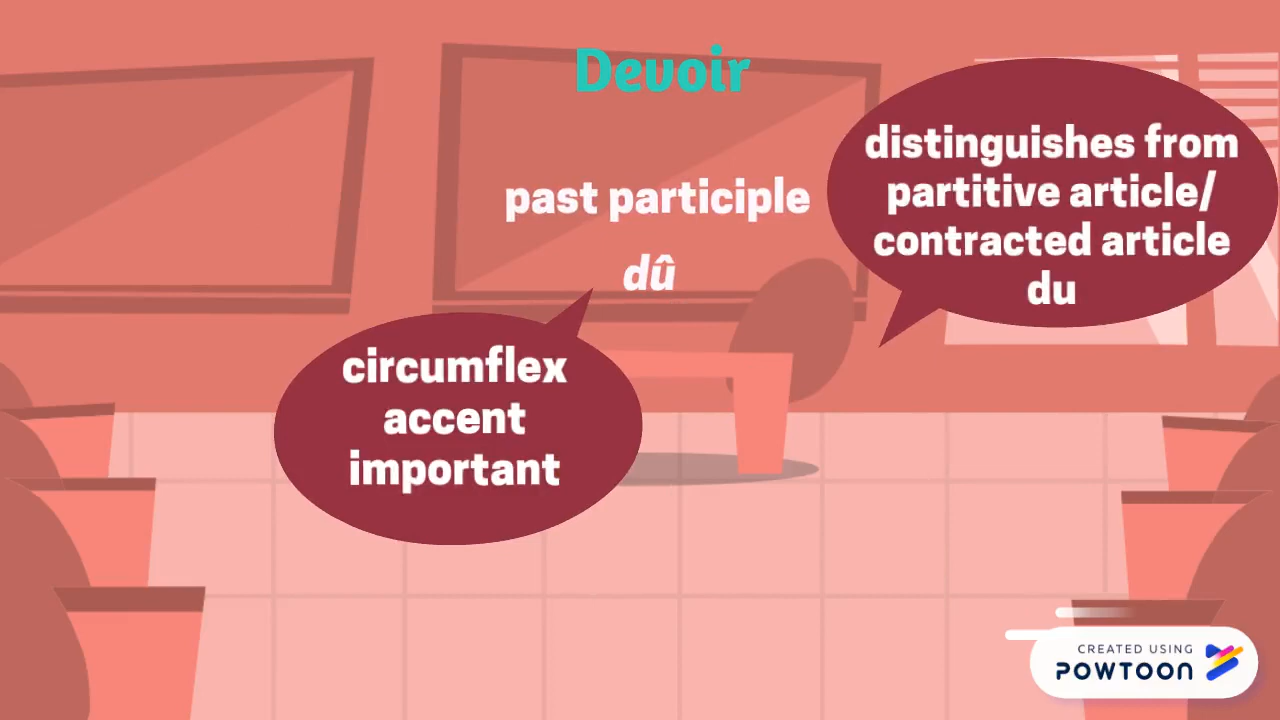 Devoir
past participle
dû
distinguishes from
partitive article/
contracted article
du
circumflex
accent
important
CREATED USING
POWTOON